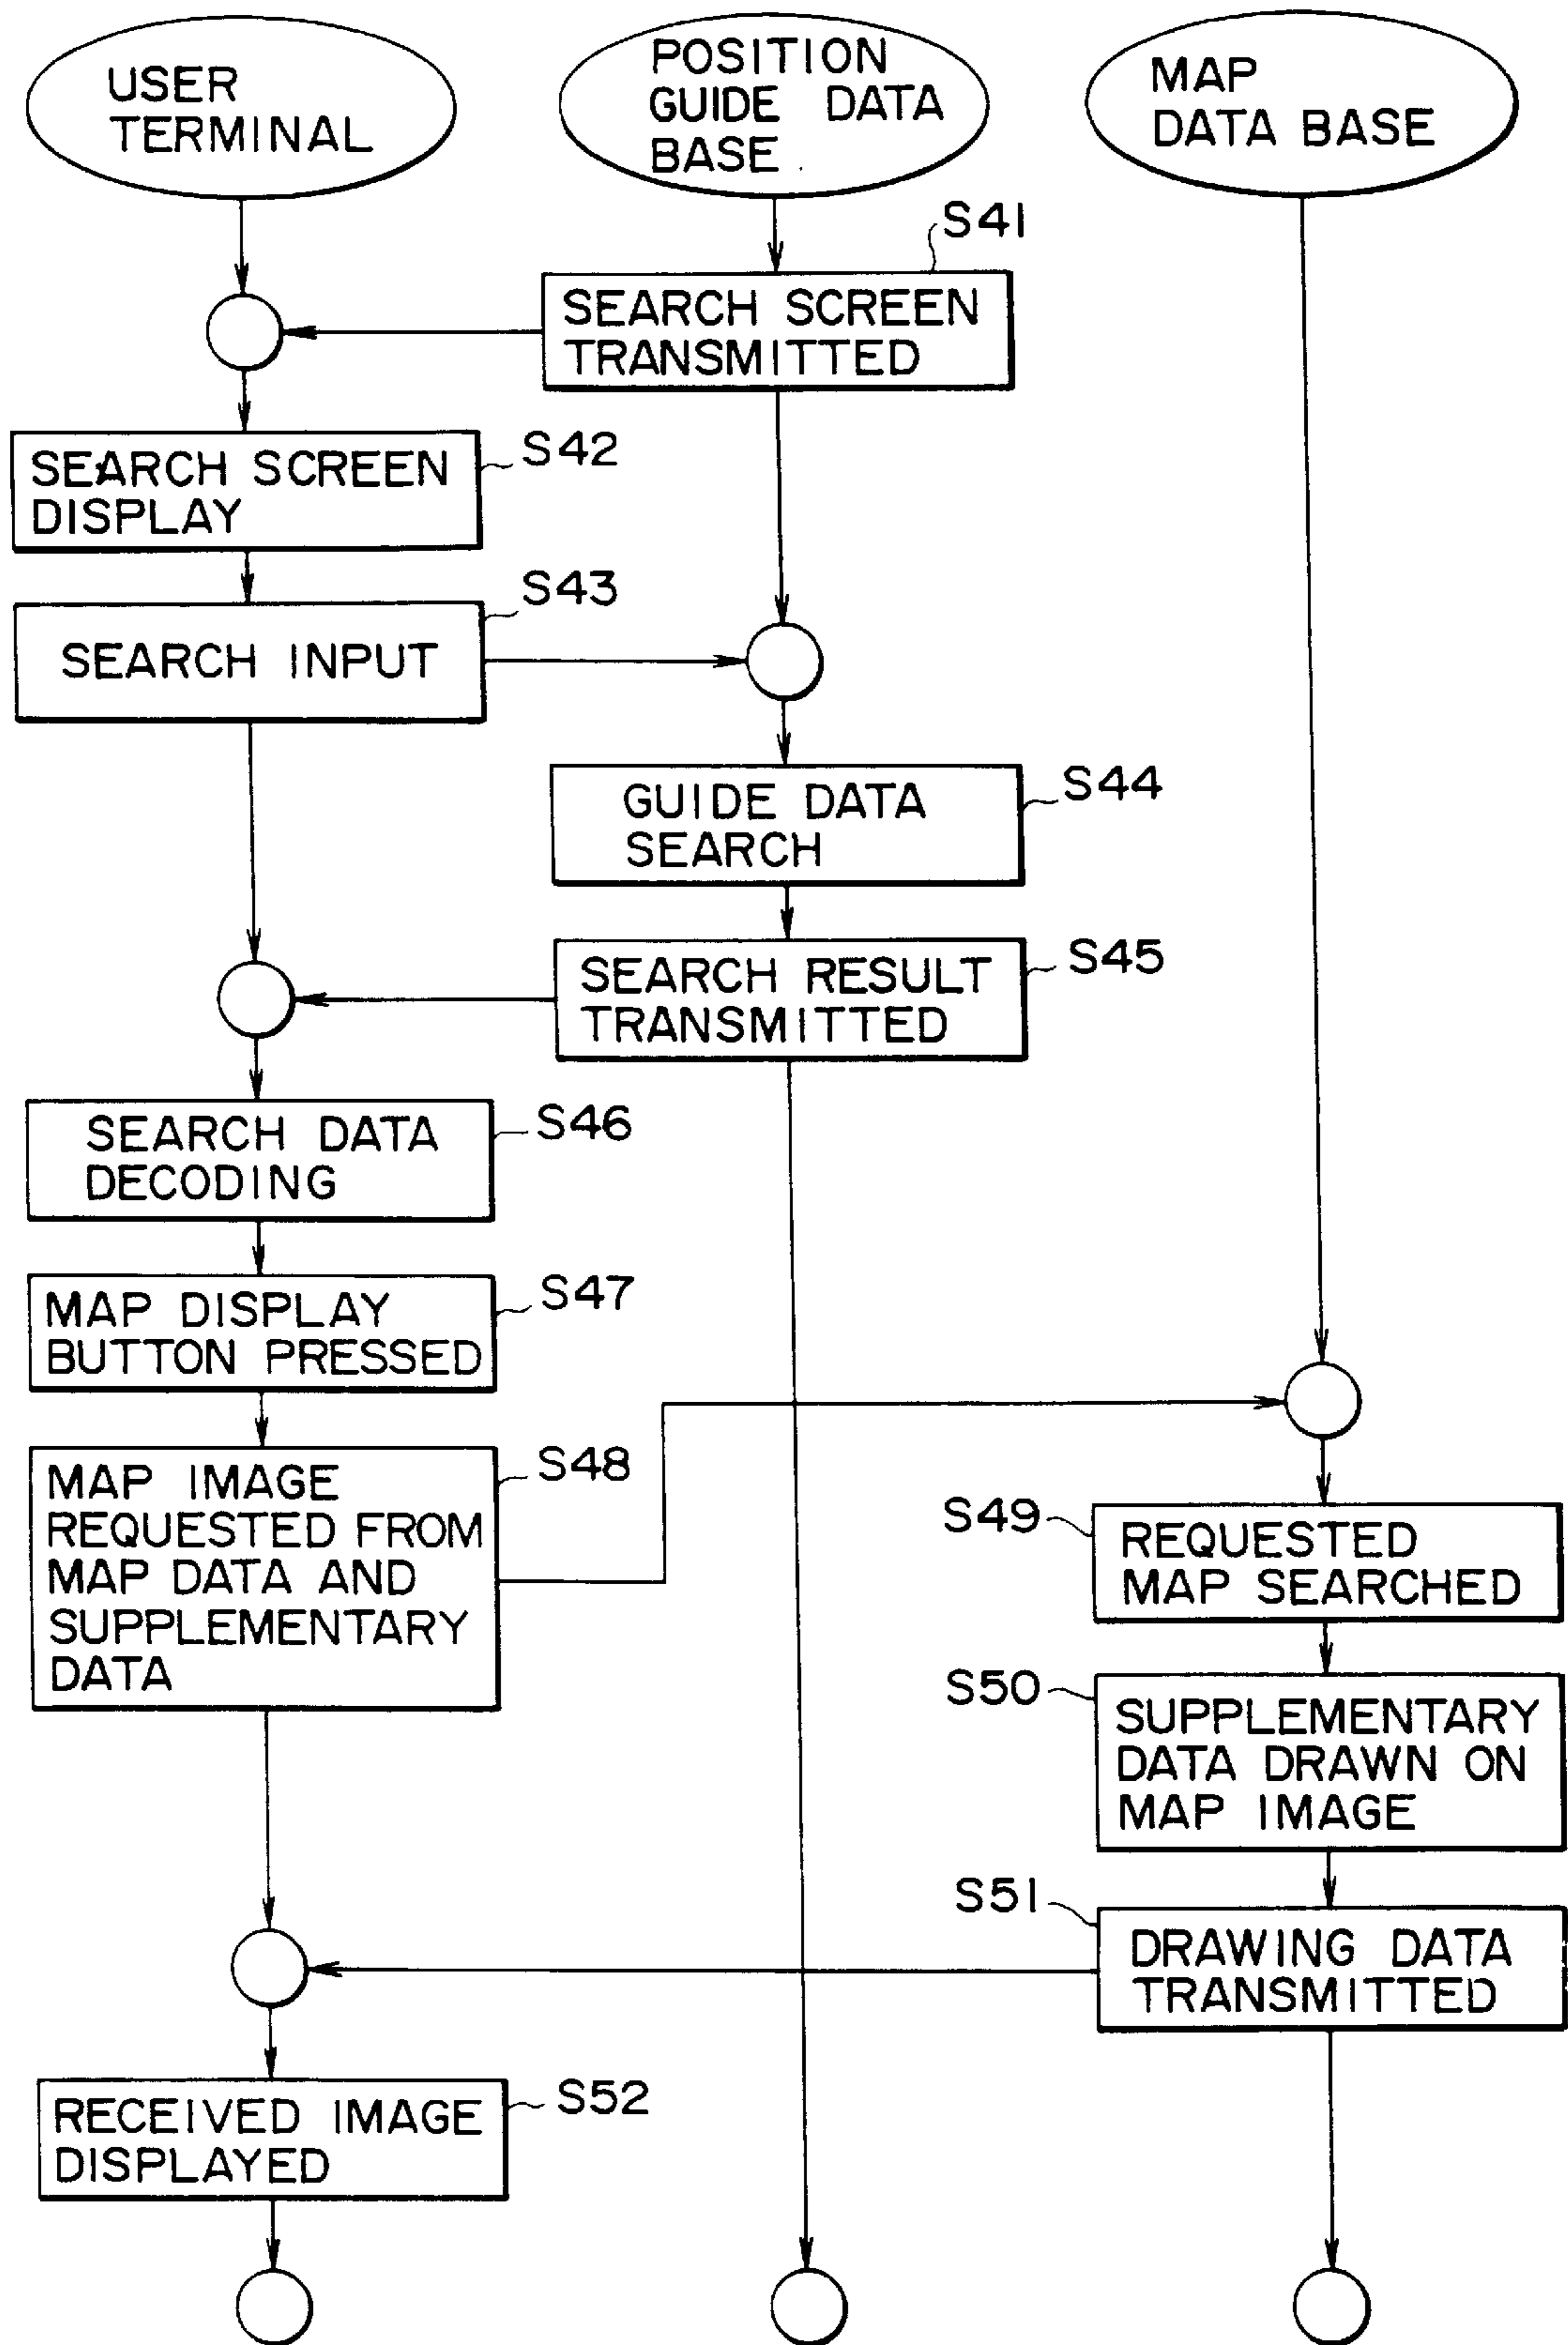 USER
TERMINAL
POSITION
GUIDE DATA
BASE
MAP
DATA BASE
S41
SEARCH SCREEN
TRANSMITTED
S42
SEARCH SCREEN
DISPLAY
S43
SEARCH INPUT
S44
GUIDE DATA
SEARCH
S45
SEARCH RESULT
TRANSMITTED
S46
SEARCH DATA
DECODING
S47
MAP DISPLAY
BUTTON PRESSED
S48
MAP IMAGE
REQUESTED FROM
MAP DATA AND
SUPPLEMENTARY
DATA
S49
REQUESTED
MAP SEARCHED
S50
SUPPLEMENTARY
DATA DRAWN ON
MAP IMAGE
S51
DRAWING DATA
TRANSMITTED
S52
RECEIVED IMAGE
DISPLAYED